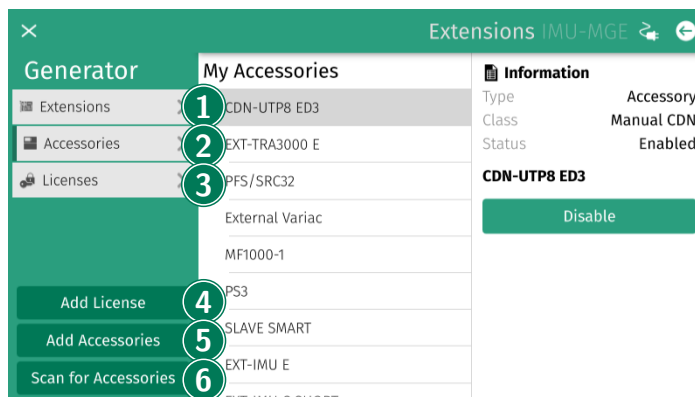 Extensions IMU-MGE
Generator
Extensions
Accessories
Licenses
Add License
Add Accessories
Scan for Accessories
1
2
3
4
5
6
My Accessories
CDN-UTP8 ED3
EXT-TRA3000 E
PFS/SRC32
External Variac
MF1000-1
PS3
SLAVE SMART
EXT-IMU E
Information
Type Accessory
Class Manual CDN
Status Enabled
CDN-UTP8 ED3
Disable